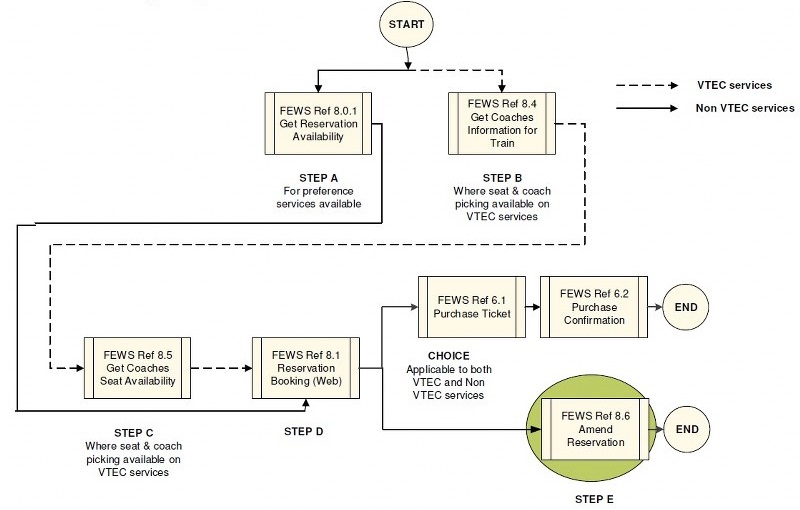 START
VTEC services
Non VTEC services
FEWS Ref 8.0.1
Get Reservation
Availability
FEWS Ref 8.4
Get Coaches
Information for
Train
STEP A
For preference
services available
STEP B
Where seat & coach
picking available on
VTEC services
FEWS Ref 6.1
Purchase Ticket
FEWS Ref 6.2
Purchase
Confirmation
END
FEWS Ref 8.5
Get Coaches
Seat Availability
FEWS Ref 8.1
Reservation
Booking (Web)
CHOICE
Applicable to both
VTEC and Non
VTEC services
STEP C
Where seat & coach
picking available on
VTEC services
STEP D
FEWS Ref 8.6
Amend
Reservation
END
STEP E